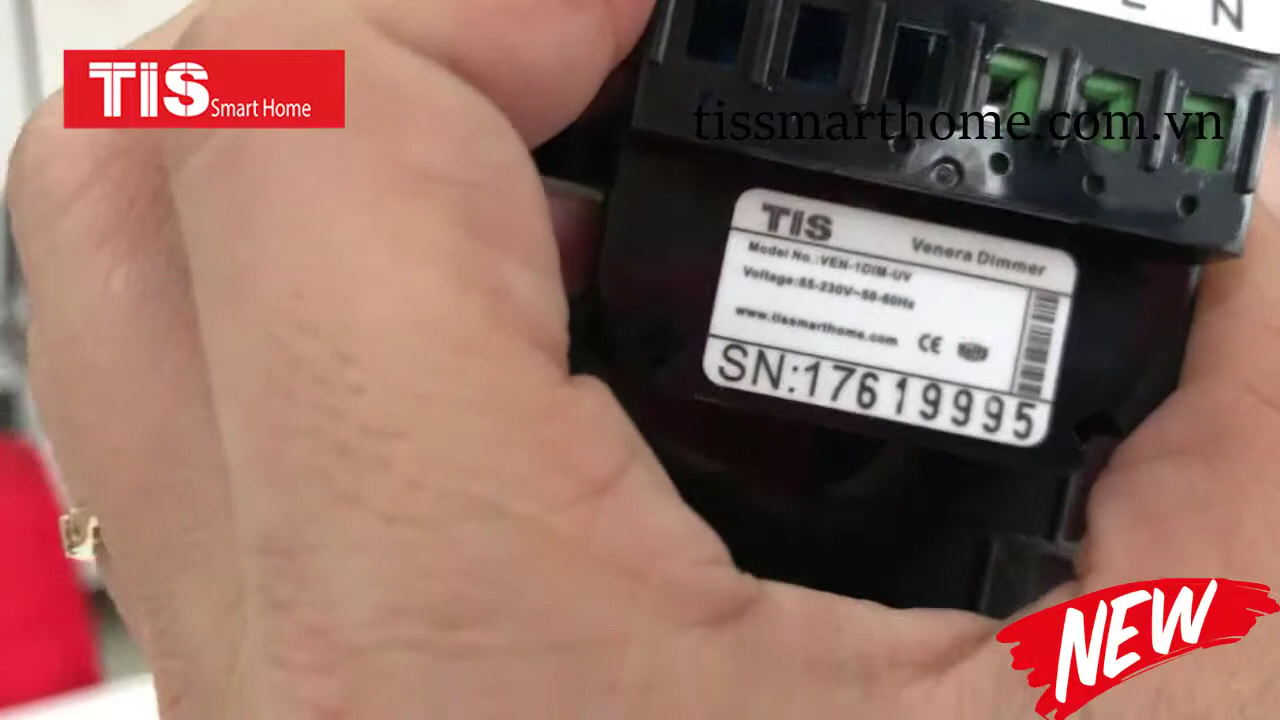 N
TIS Smart Home
tissmarthome.com.vn
TIS
Venera Dimmer
Model No.:VEN-1DIM-UV
Voltage:85-230V~50-60Hz
www.tissmarthome.com
CE
SN:17619995
NEW